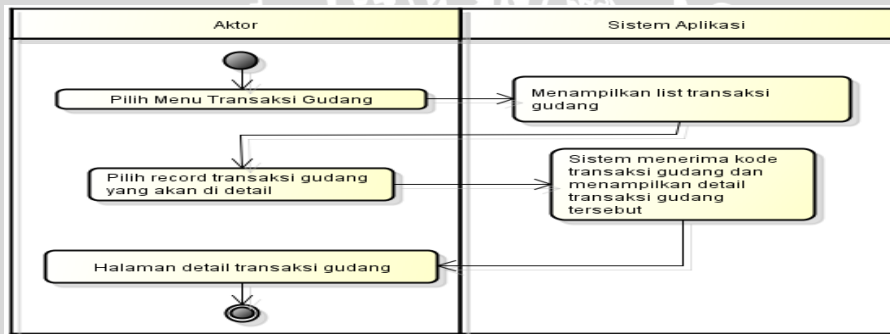 Aktor
Sistem Aplikasi
Pilih Menu Transaksi Gudang
Menampilkan list transaksi
gudang
Pilih record transaksi gudang
yang akan di detail
Sistem menerima kode
transaksi gudang dan
menampilkan detail
transaksi gudang
tersebut
Halaman detail transaksi gudang